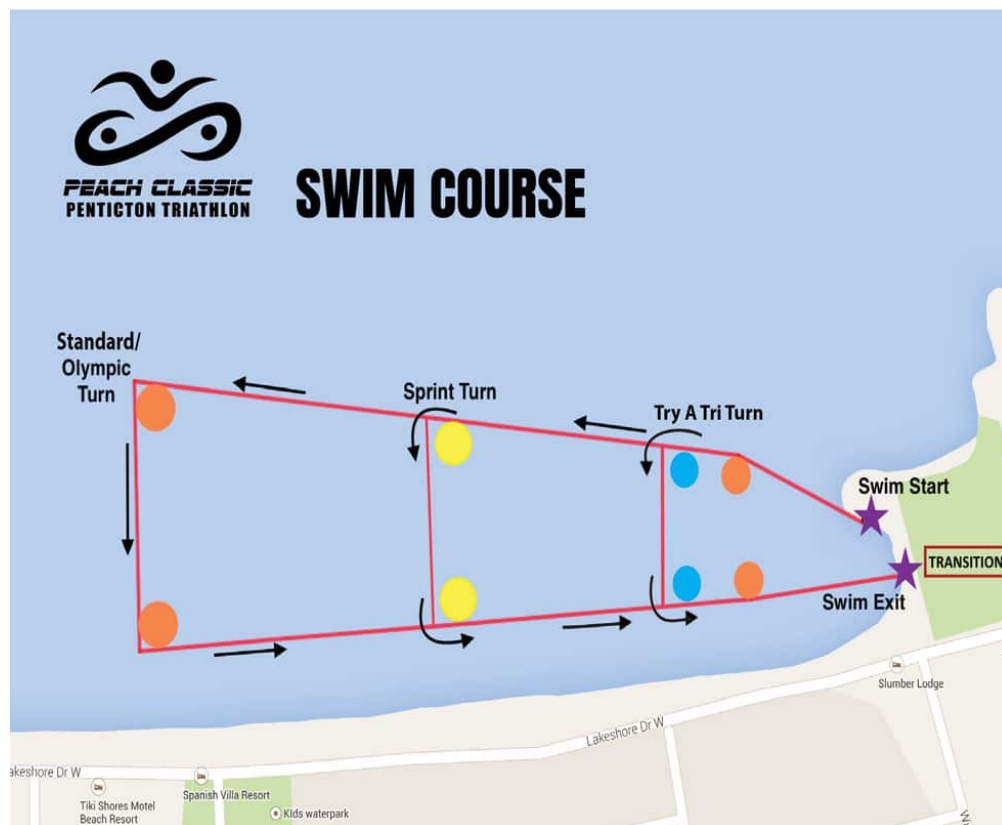 PEACH CLASSIC
PENTICTON TRIATHLON
SWIM COURSE
Standard/
Olympic
Turn
Sprint Turn
Try A Tri Turn
Swim Start
TRANSITION
Swim Exit
Slumber Lodge
Lakeshore Dr W
akeshore Dr W
Spanish Villa Resort
Tiki Shores Motel
Beach Resort
KIds waterpark